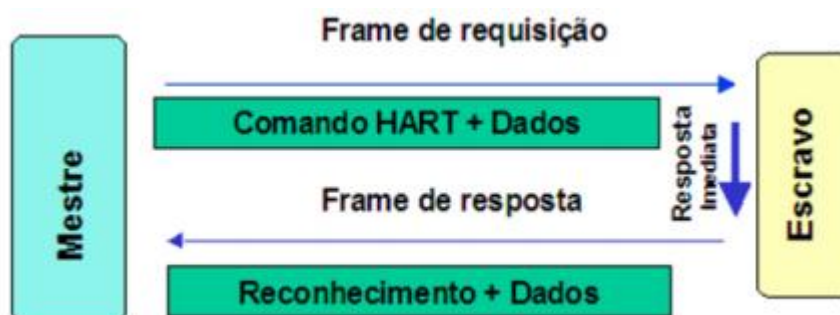 Frame de requisição
Mestre
Comando HART + Dados
Resposta
Imediata
Escravo
Frame de resposta
Reconhecimento + Dados